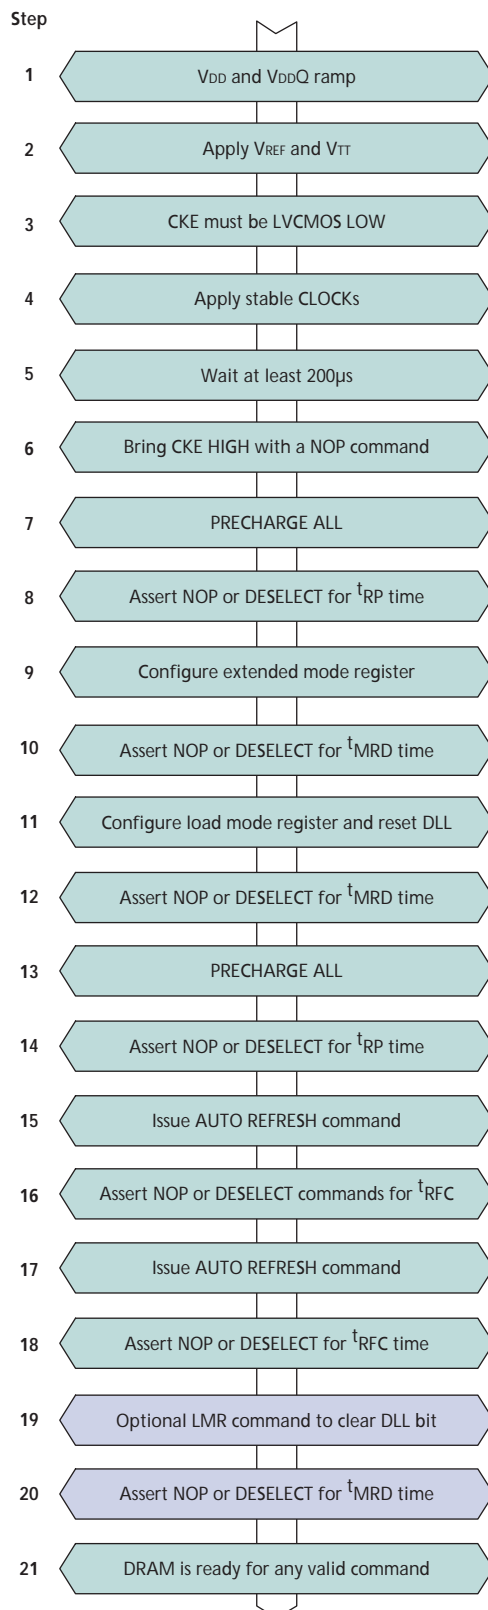 Step
1 VDD and VDDQ ramp
2 Apply VREF and VTT
3 CKE must be LVCMOS LOW
4 Apply stable CLOCKs
5 Wait at least 200µs
6 Bring CKE HIGH with a NOP command
7 PRECHARGE ALL
8 Assert NOP or DESELECT for tRP time
9 Configure extended mode register
10 Assert NOP or DESELECT for tMRD time
11 Configure load mode register and reset DLL
12 Assert NOP or DESELECT for tMRD time
13 PRECHARGE ALL
14 Assert NOP or DESELECT for tRP time
15 Issue AUTO REFRESH command
16 Assert NOP or DESELECT commands for tRFC
17 Issue AUTO REFRESH command
18 Assert NOP or DESELECT for tRFC time
19 Optional LMR command to clear DLL bit
20 Assert NOP or DESELECT for tMRD time
21 DRAM is ready for any valid command